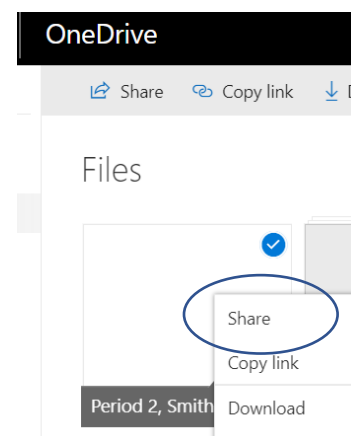 OneDrive
Share Copy link
Files
Share
Copy link
Period 2, Smith
Download